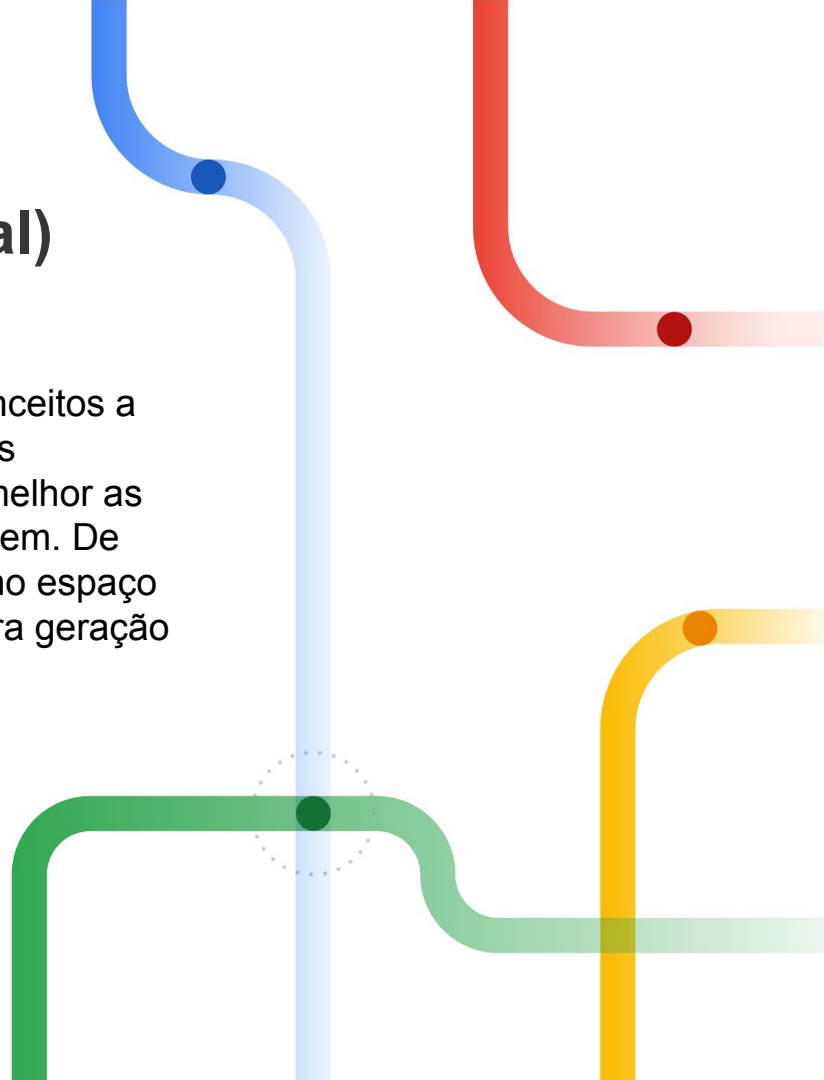 al)
nceitos a
s
nelhor as
em. De
no espaço
ra geração